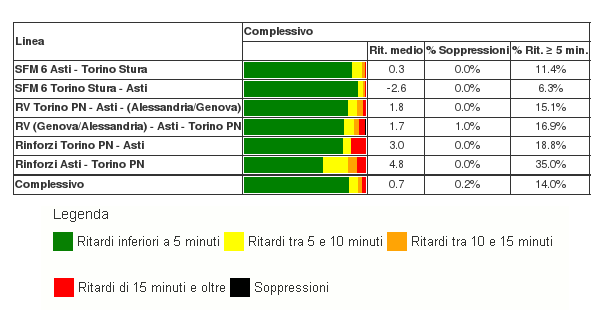 Linea Complessivo
Rit. medio % Soppressioni % Rit. ≥ 5 min.
SFM 6 Asti - Torino Stura 0.3 0.0% 11.4%
SFM 6 Torino Stura - Asti -2.6 0.0% 6.3%
RV Torino PN - Asti - (Alessandria/Genova) 1.8 0.0% 15.1%
RV (Genova/Alessandria) - Asti - Torino PN 1.7 1.0% 16.9%
Rinforzi Torino PN - Asti 3.0 0.0% 18.8%
Rinforzi Asti - Torino PN 4.8 0.0% 35.0%
Complessivo 0.7 0.2% 14.0%
Legenda
Ritardi inferiori a 5 minuti Ritardi tra 5 e 10 minuti Ritardi tra 10 e 15 minuti
Ritardi di 15 minuti e oltre Soppressioni